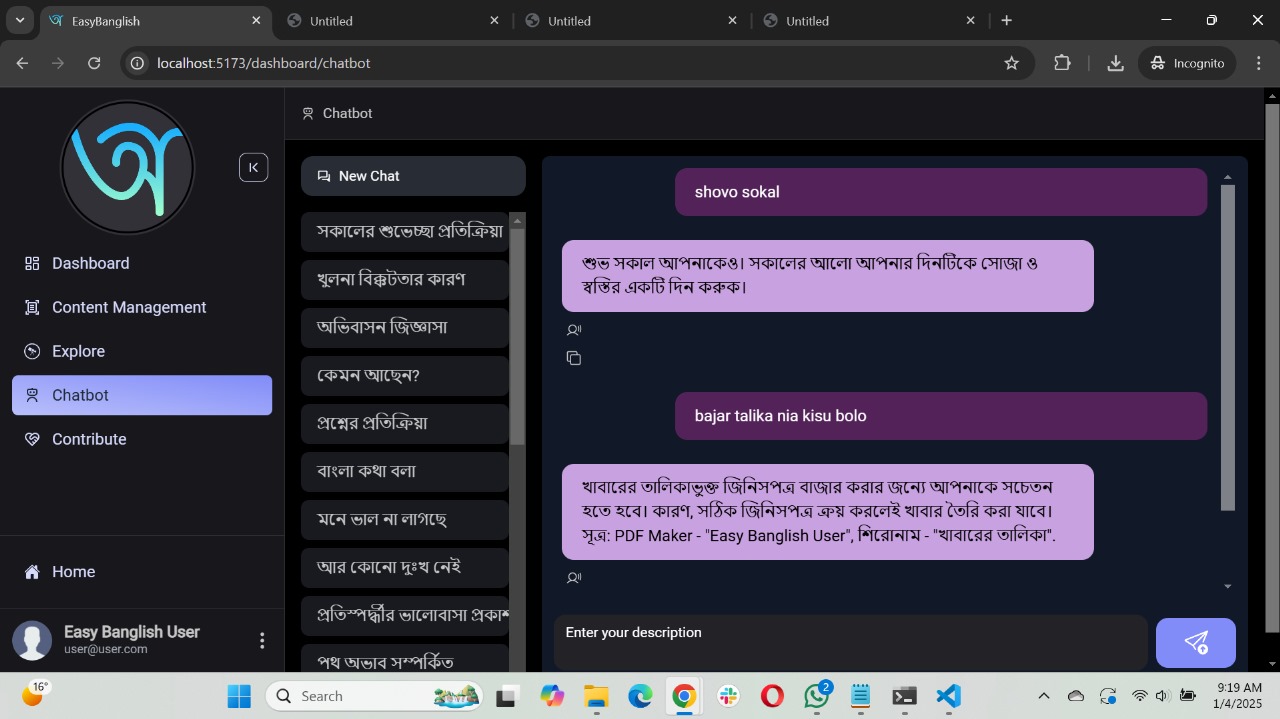 EasyBanglish
Untitled
Untitled
Untitled
localhost:5173/dashboard/chatbot
Incognito
অ
Dashboard
Content Management
Explore
Chatbot
Contribute
Home
Easy Banglish User
user@user.com
Chatbot
New Chat
সকালের শুভেচ্ছা প্রতিক্রিয়া
খুলনা বিক্কটতার কারণ
অভিবাসন জিজ্ঞাসা
কেমন আছেন?
প্রশ্নের প্রতিক্রিয়া
বাংলা কথা বলা
মনে ভাল না লাগছে
আর কোনো দুঃখ নেই
প্রতিস্পর্দ্ধীর ভালোবাসা প্রকাশ
পথ অভাব সম্পর্কিত
shovo sokal
শুভ সকাল আপনাকেও। সকালের আলো আপনার দিনটিকে সোজা ও
স্বস্তির একটি দিন করুক।
bajar talika nia kisu bolo
খাবারের তালিকাভুক্ত জিনিসপত্র বাজার করার জন্যে আপনাকে সচেতন
হতে হবে। কারণ, সঠিক জিনিসপত্র ক্রয় করলেই খাবার তৈরি করা যাবে।
সূত্র: PDF Maker - "Easy Banglish User", শিরোনাম - "খাবারের তালিকা".
Enter your description
16°
Search
2
9:19 AM
1/4/2025